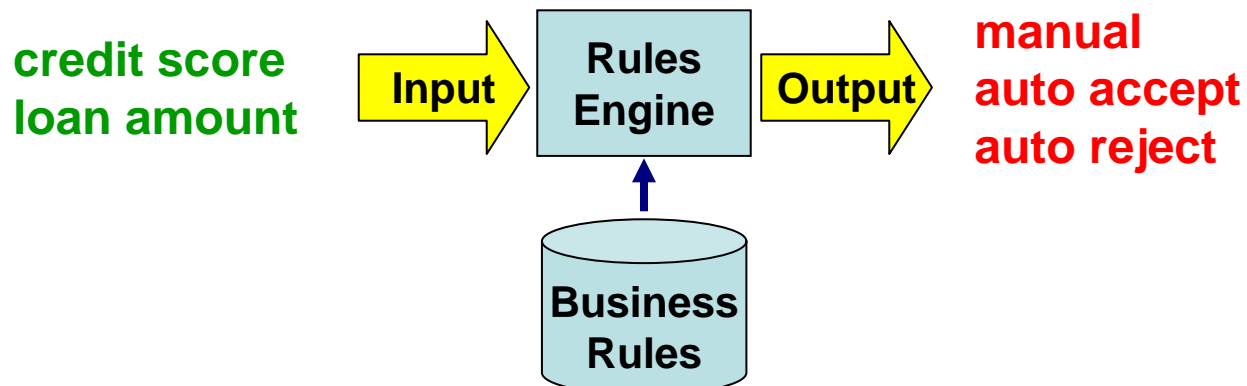 credit score
loan amount
Input
Rules
Engine
Output
manual
auto accept
auto reject
Business
Rules